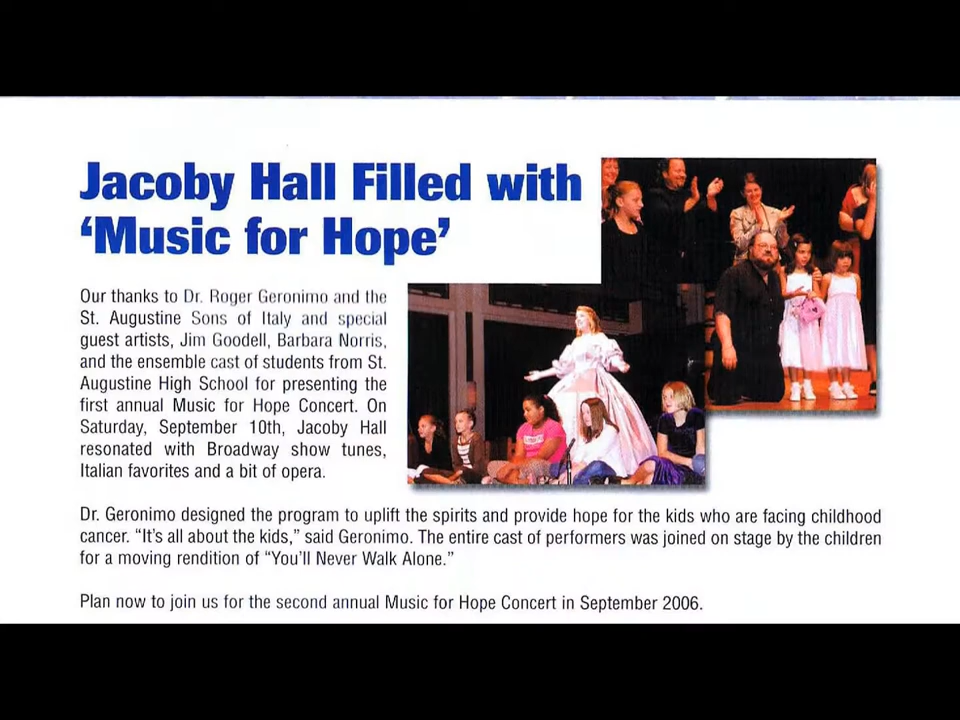 Jacoby Hall Filled with
‘Music for Hope’
Our thanks to Dr. Roger Geronimo and the
St. Augustine Sons of Italy and special
guest artists, Jim Goodell, Barbara Norris,
and the ensemble cast of students from St.
Augustine High School for presenting the
first annual Music for Hope Concert. On
Saturday, September 10th, Jacoby Hall
resonated with Broadway show tunes,
Italian favorites and a bit of opera.
Dr. Geronimo designed the program to uplift the spirits and provide hope for the kids who are facing childhood
cancer. “It’s all about the kids,” said Geronimo. The entire cast of performers was joined on stage by the children
for a moving rendition of “You’ll Never Walk Alone.”
Plan now to join us for the second annual Music for Hope Concert in September 2006.